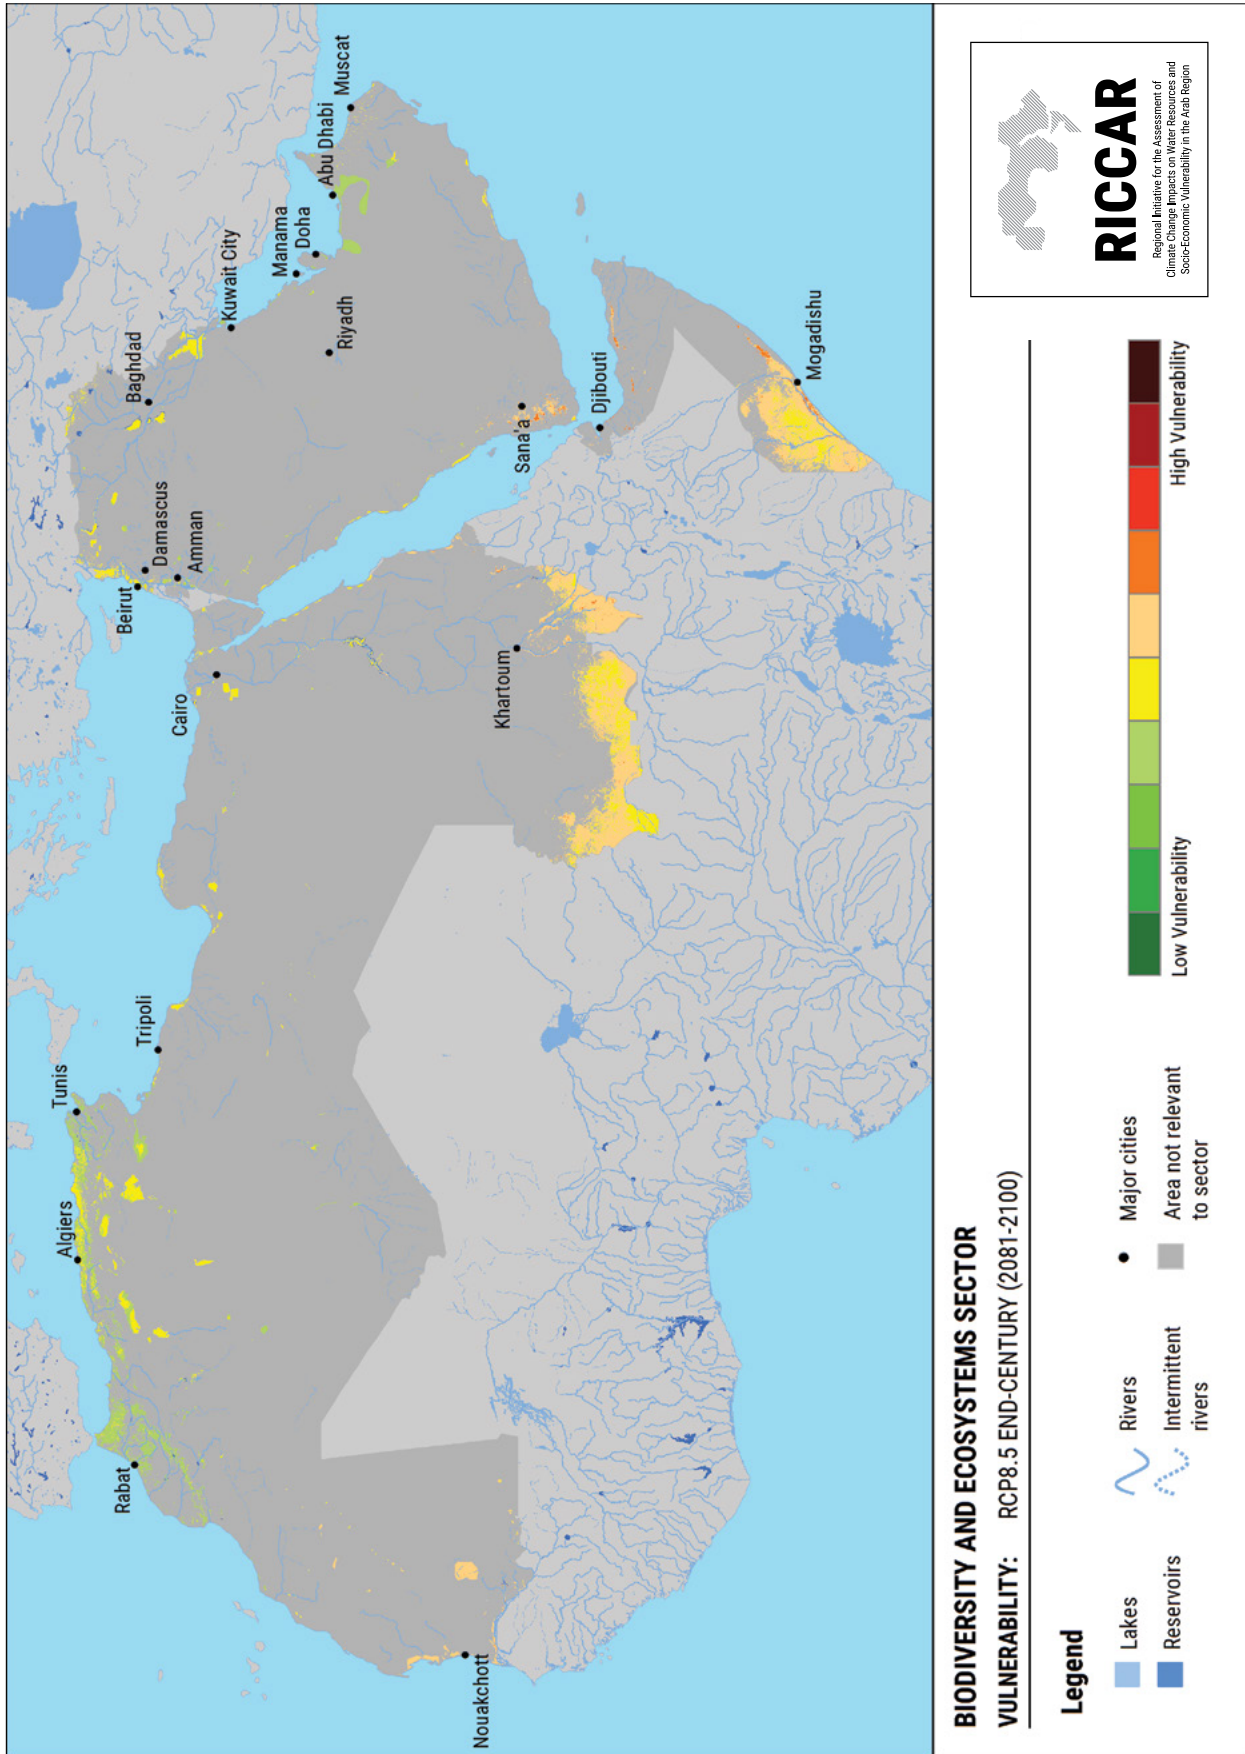 Muscat
Abu Dhabi
Manama
Doha
Kuwait City
Riyadh
Baghdad
Damascus
Amman
Beirut
Sana'a
Djibouti
Mogadishu
Cairo
Khartoum
Tripoli
Tunis
Algiers
Rabat
Nouakchott
BIODIVERSITY AND ECOSYSTEMS SECTOR
VULNERABILITY: RCP8.5 END-CENTURY (2081-2100)
Legend
Lakes
Reservoirs
Rivers
Intermittent
rivers
Major cities
Area not relevant
to sector
Low Vulnerability
High Vulnerability
RICCAR
Regional Initiative for the Assessment of
Climate Change Impacts on Water Resources and
Socio-Economic Vulnerability in the Arab Region